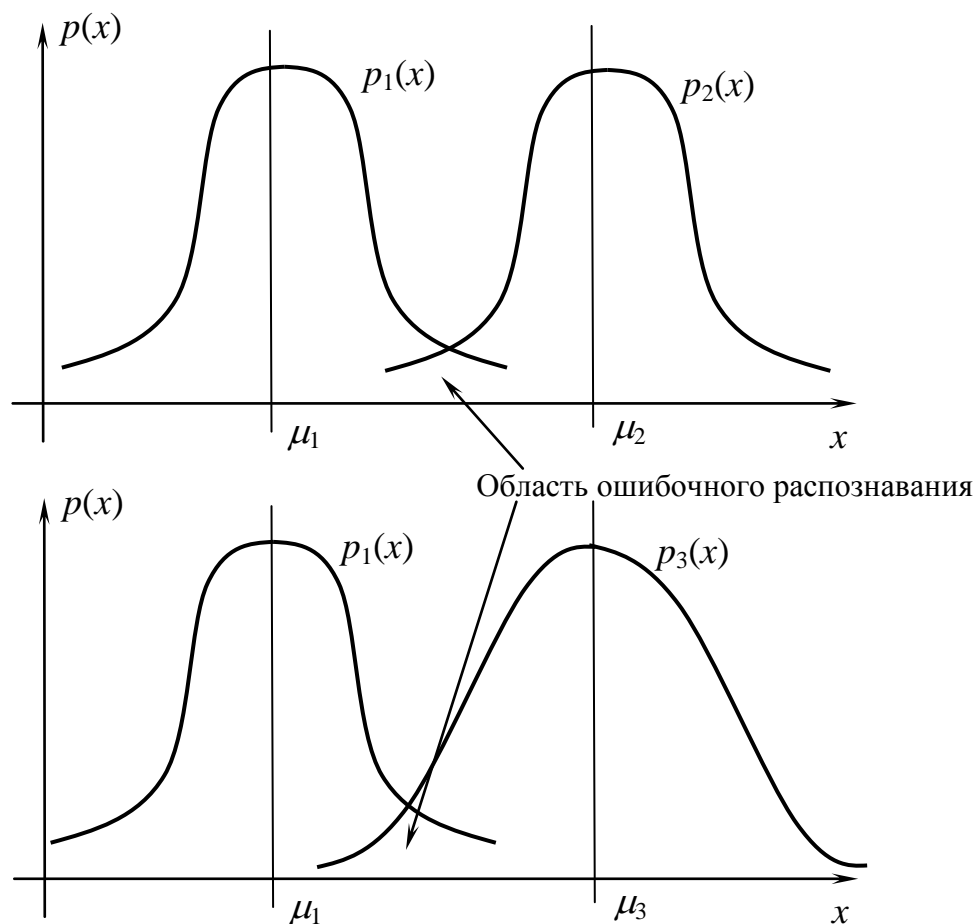 p(x)
p₁(x)
p₂(x)
μ₁
μ₂
x
Область ошибочного распознавания
p(x)
p₁(x)
p₃(x)
μ₁
μ₃
x